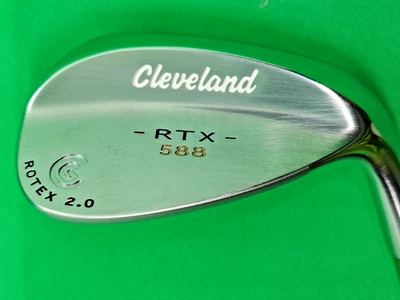 Cleveland
- RTX -
588
G
ROTEX 2.0